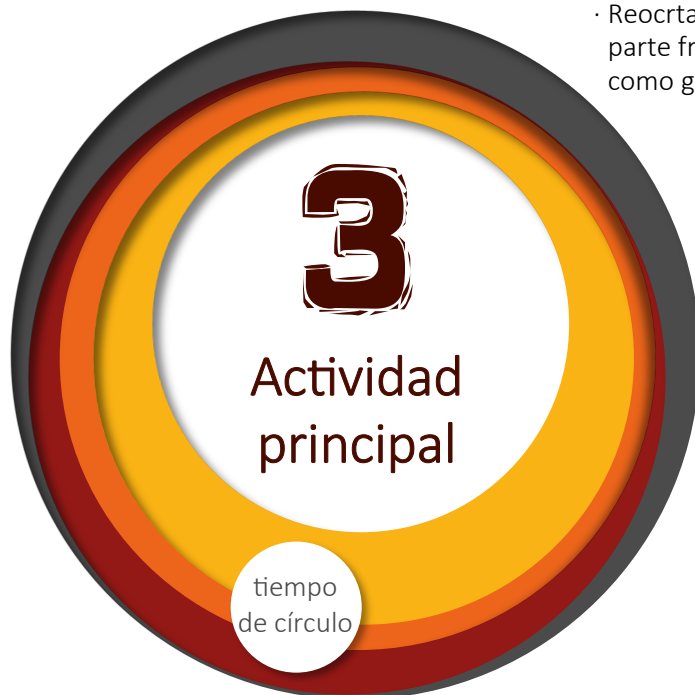 · Reocrta
parte fr
como g
3
Actividad
principal
tiempo
de círculo